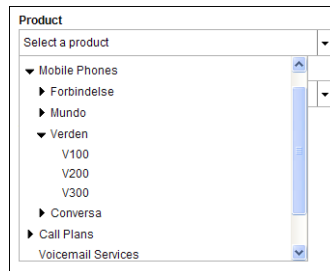 Product
Select a product
Mobile Phones
Forbindelse
Mundo
Verden
V100
V200
V300
Conversa
Call Plans
Voicemail Services